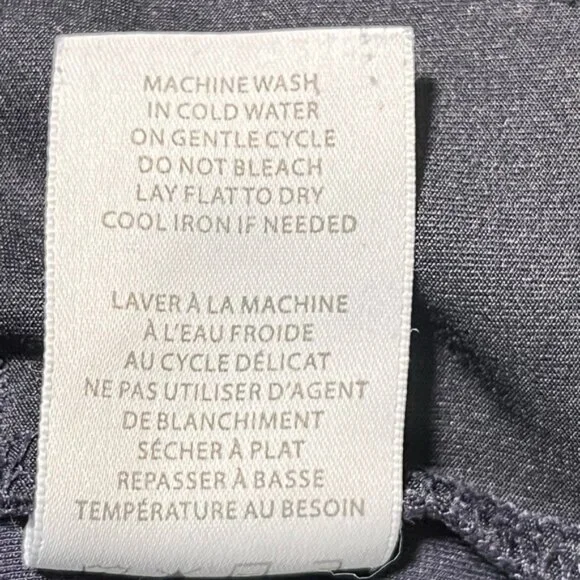 MACHINE WASH
IN COLD WATER
ON GENTLE CYCLE
DO NOT BLEACH
LAY FLAT TO DRY
COOL IRON IF NEEDED
LAVER À LA MACHINE
À L'EAU FROIDE
AU CYCLE DÉLICAT
NE PAS UTILISER D'AGENT
DE BLANCHIMENT
SÉCHER À PLAT
REPASSER À BASSE
TEMPÉRATURE AU BESOIN